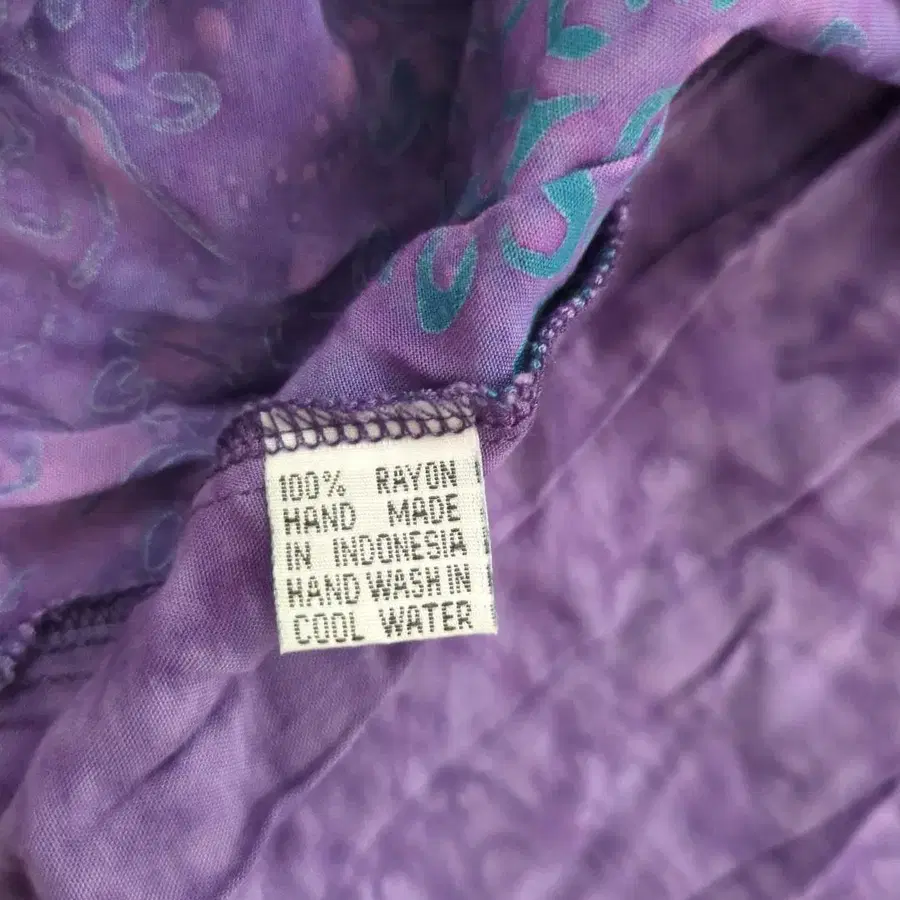 100% RAYON
HAND MADE
IN INDONESIA
HAND WASH IN
COOL WATER